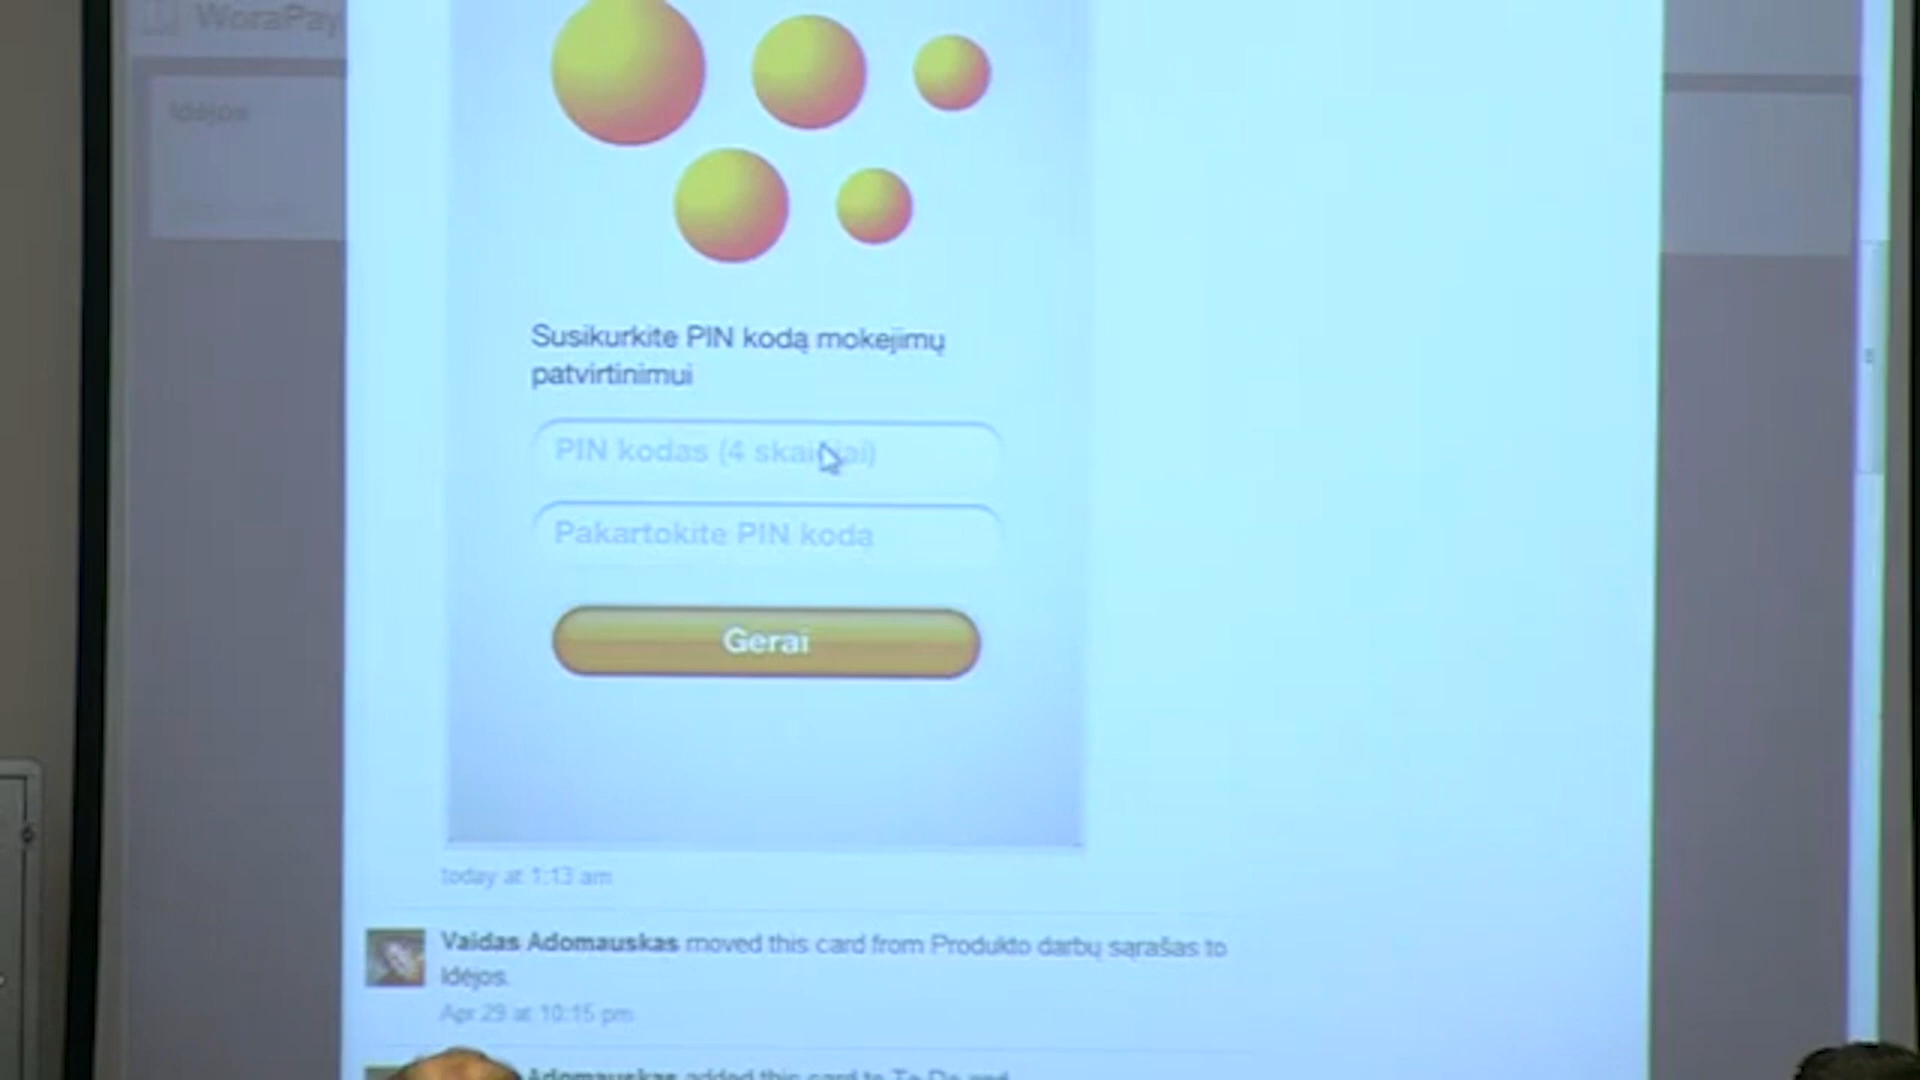 WoraPay
Idėjos
Susikurkite PIN kodą mokejimų
patvirtinimui
PIN kodas (4 skaičiai)
Pakartokite PIN kodą
Gerai
today at 1:13 am
Vaidas Adomauskas moved this card from Produkto darbų sąrašas to
Idėjos.
Apr 29 at 10:15 pm
Adomauskas added this card to To Do and